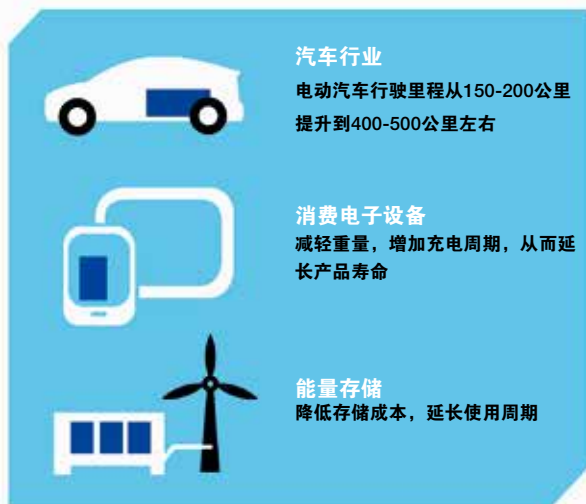 汽车行业
电动汽车行驶里程从150-200公里
提升到400-500公里左右
消费电子设备
减轻重量，增加充电周期，从而延
长产品寿命
能量存储
降低存储成本，延长使用周期